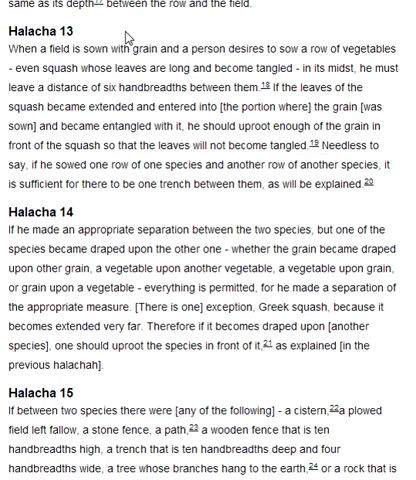 same as its depth17 between the row and the field.
Halacha 13
When a field is sown with grain and a person desires to sow a row of vegetables
- even squash whose leaves are long and become tangled - in its midst, he must
leave a distance of six handbreadths between them.18 If the leaves of the
squash became extended and entered into [the portion where] the grain [was
sown] and became entangled with it, he should uproot enough of the grain in
front of the squash so that the leaves will not become tangled.19 Needless to
say, if he sowed one row of one species and another row of another species, it
is sufficient for there to be one trench between them, as will be explained.20
Halacha 14
If he made an appropriate separation between the two species, but one of the
species became draped upon the other one - whether the grain became draped
upon other grain, a vegetable upon another vegetable, a vegetable upon grain,
or grain upon a vegetable - everything is permitted, for he made a separation of
the appropriate measure. [There is one] exception, Greek squash, because it
becomes extended very far. Therefore if it becomes draped upon [another
species], one should uproot the species in front of it,21 as explained [in the
previous halachah].
Halacha 15
If between two species there were [any of the following] - a cistern,22a plowed
field left fallow, a stone fence, a path,23 a wooden fence that is ten
handbreadths high, a trench that is ten handbreadths deep and four
handbreadths wide, a tree whose branches hang to the earth,24 or a rock that is